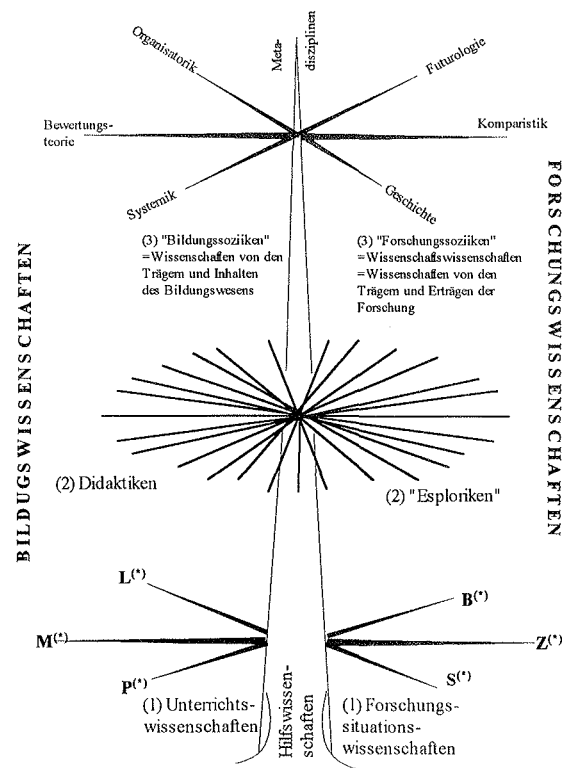 Organisatorik
Meta-
disziplinen
Futurologie
Bewertungs-
teorie
Komparistik
Systemik
Geschichte
(3) "Bildungssoziiken"
=Wissenschaften von den
Trägern und Inhalten
des Bildungswesens
(3) "Forschungssoziiken"
=Wissenschaftswissenschaften
=Wissenschaften von den
Trägern und Erträgen der
Forschung
BILDUGSWISSENSCHAFTEN
FORSCHUNGSWISSENSCHAFTEN
(2) Didaktiken
(2) "Esploriken"
L(*)
B(*)
M(*)
Z(*)
P(*)
S(*)
(1) Unterrichts-
wissenschaften
Hilfswissen-
schaften
(1) Forschungs-
situations-
wissenschaften